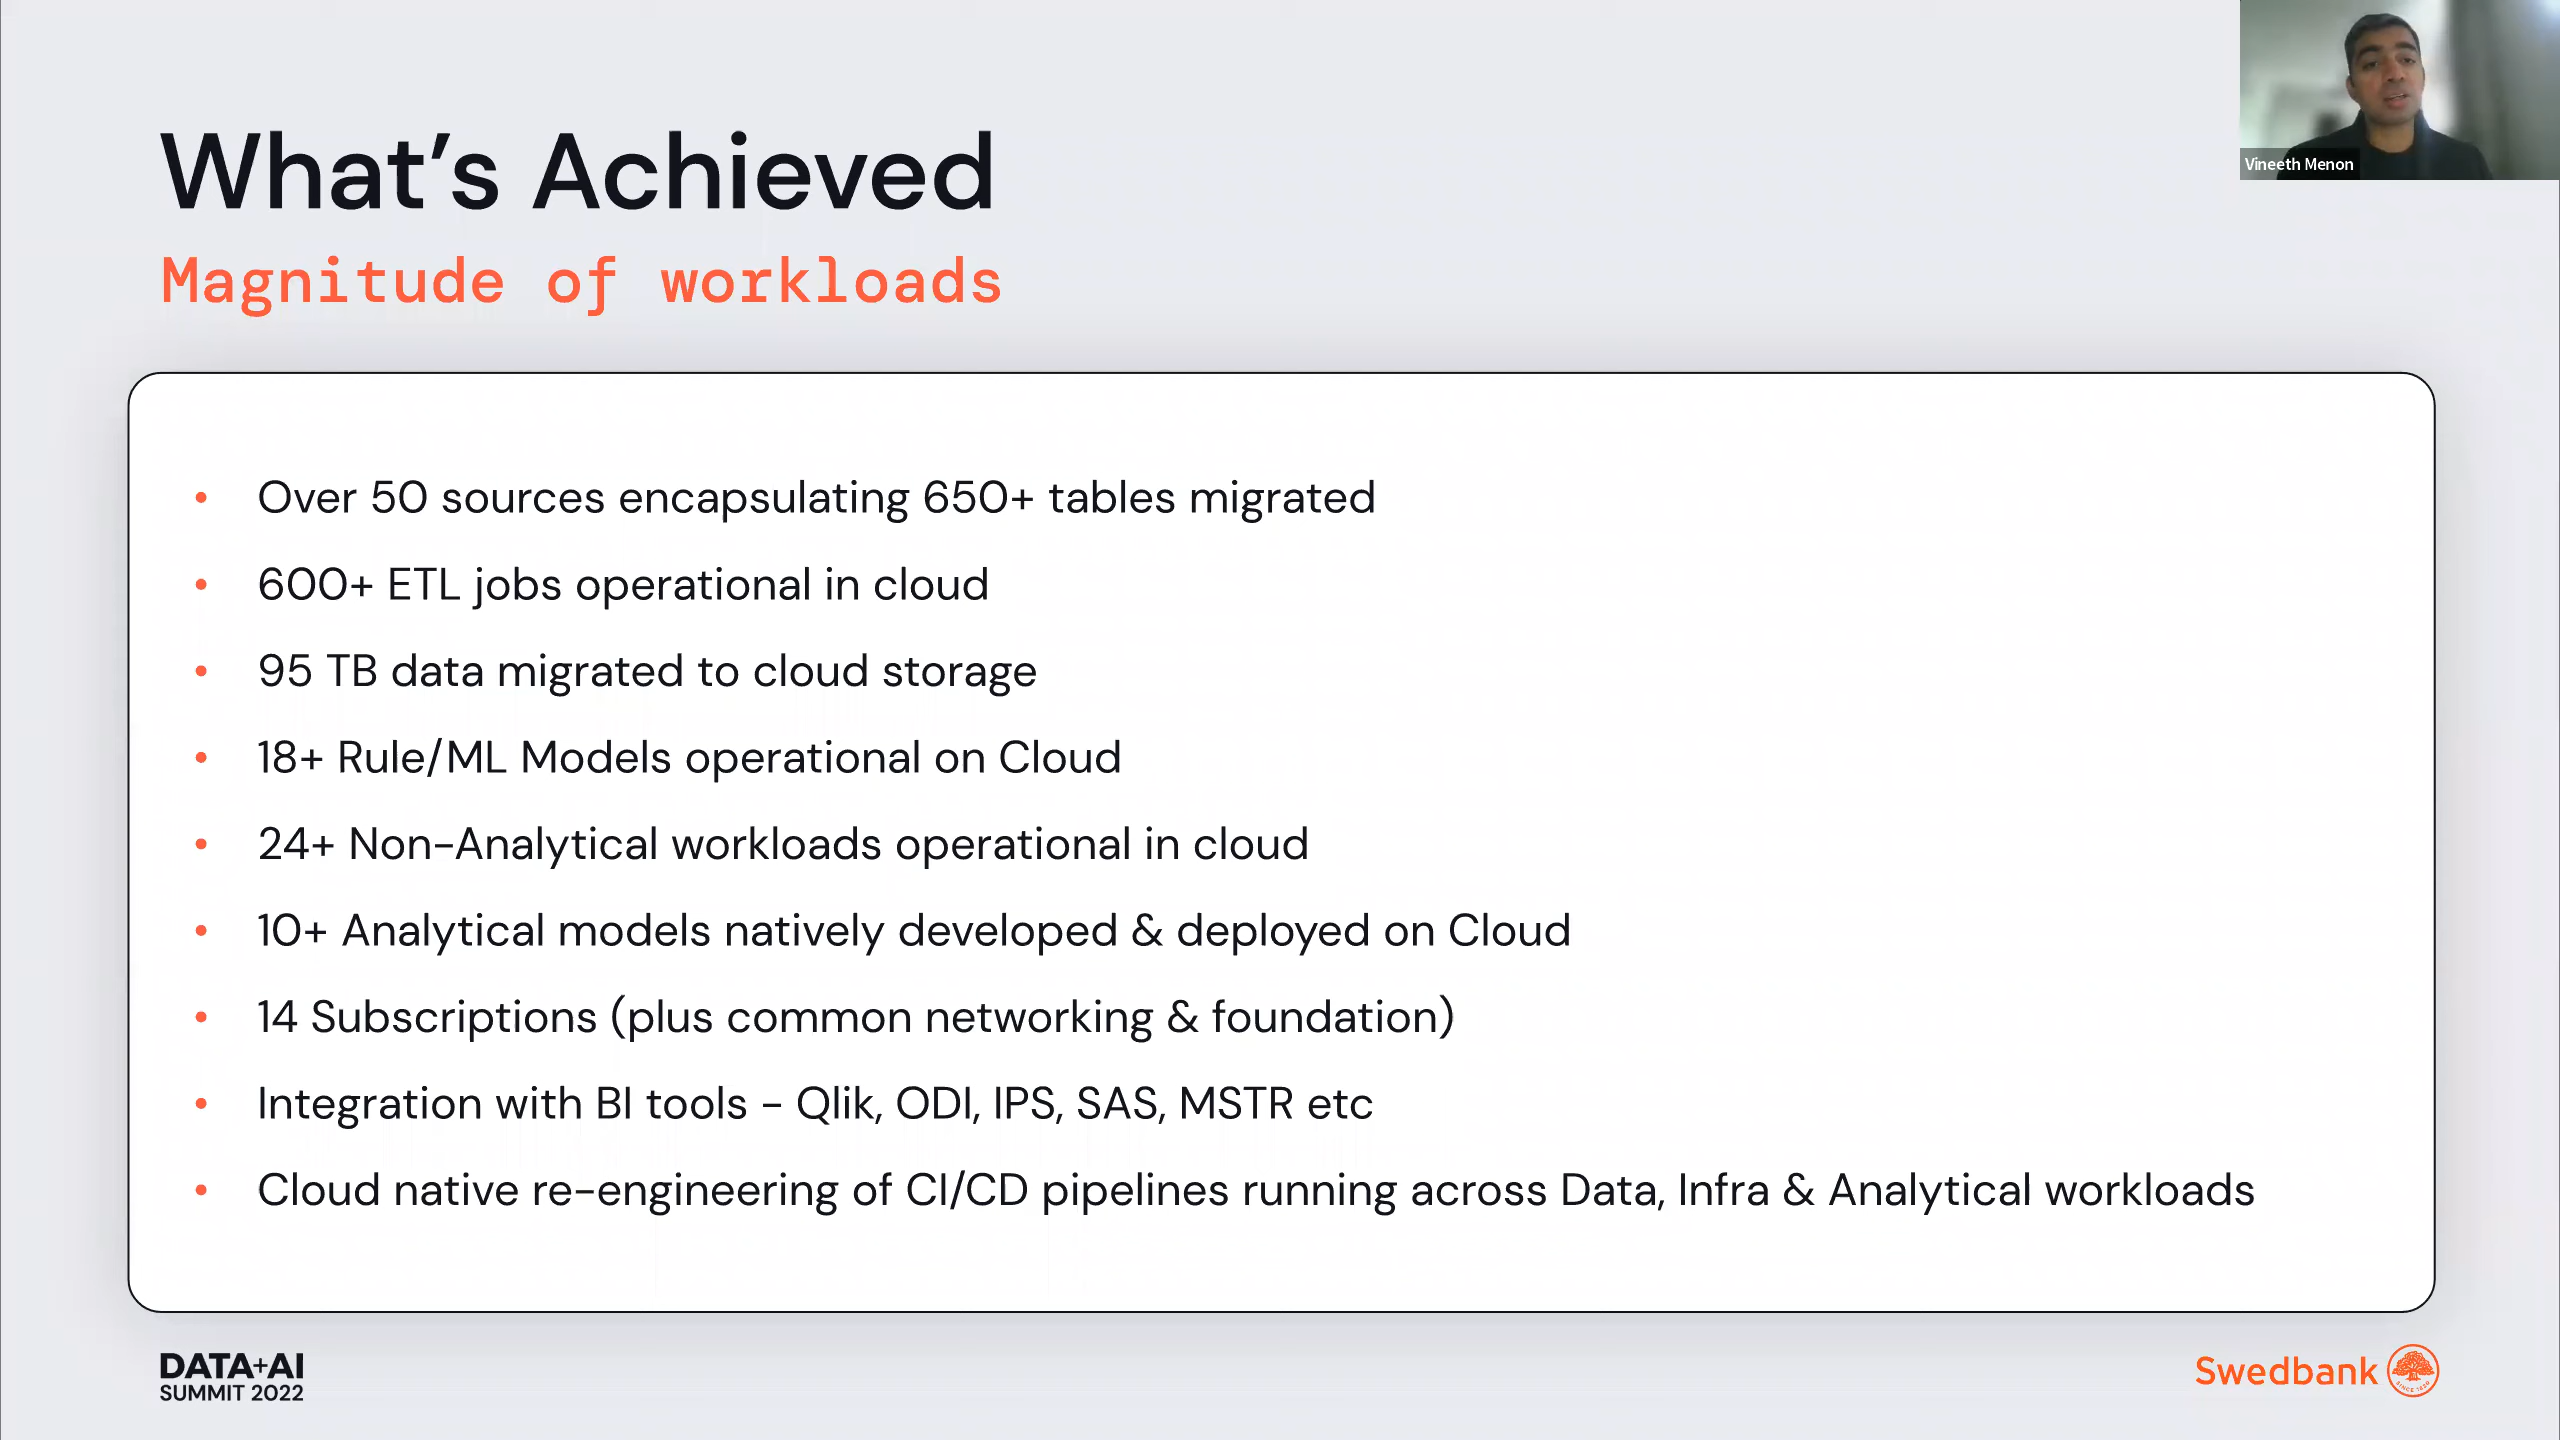 Vineeth Menon
What’s Achieved
Magnitude of workloads
• Over 50 sources encapsulating 650+ tables migrated
• 600+ ETL jobs operational in cloud
• 95 TB data migrated to cloud storage
• 18+ Rule/ML Models operational on Cloud
• 24+ Non-Analytical workloads operational in cloud
• 10+ Analytical models natively developed & deployed on Cloud
• 14 Subscriptions (plus common networking & foundation)
• Integration with BI tools - Qlik, ODI, IPS, SAS, MSTR etc
• Cloud native re-engineering of CI/CD pipelines running across Data, Infra & Analytical workloads
DATA+AI
SUMMIT 2022
Swedbank